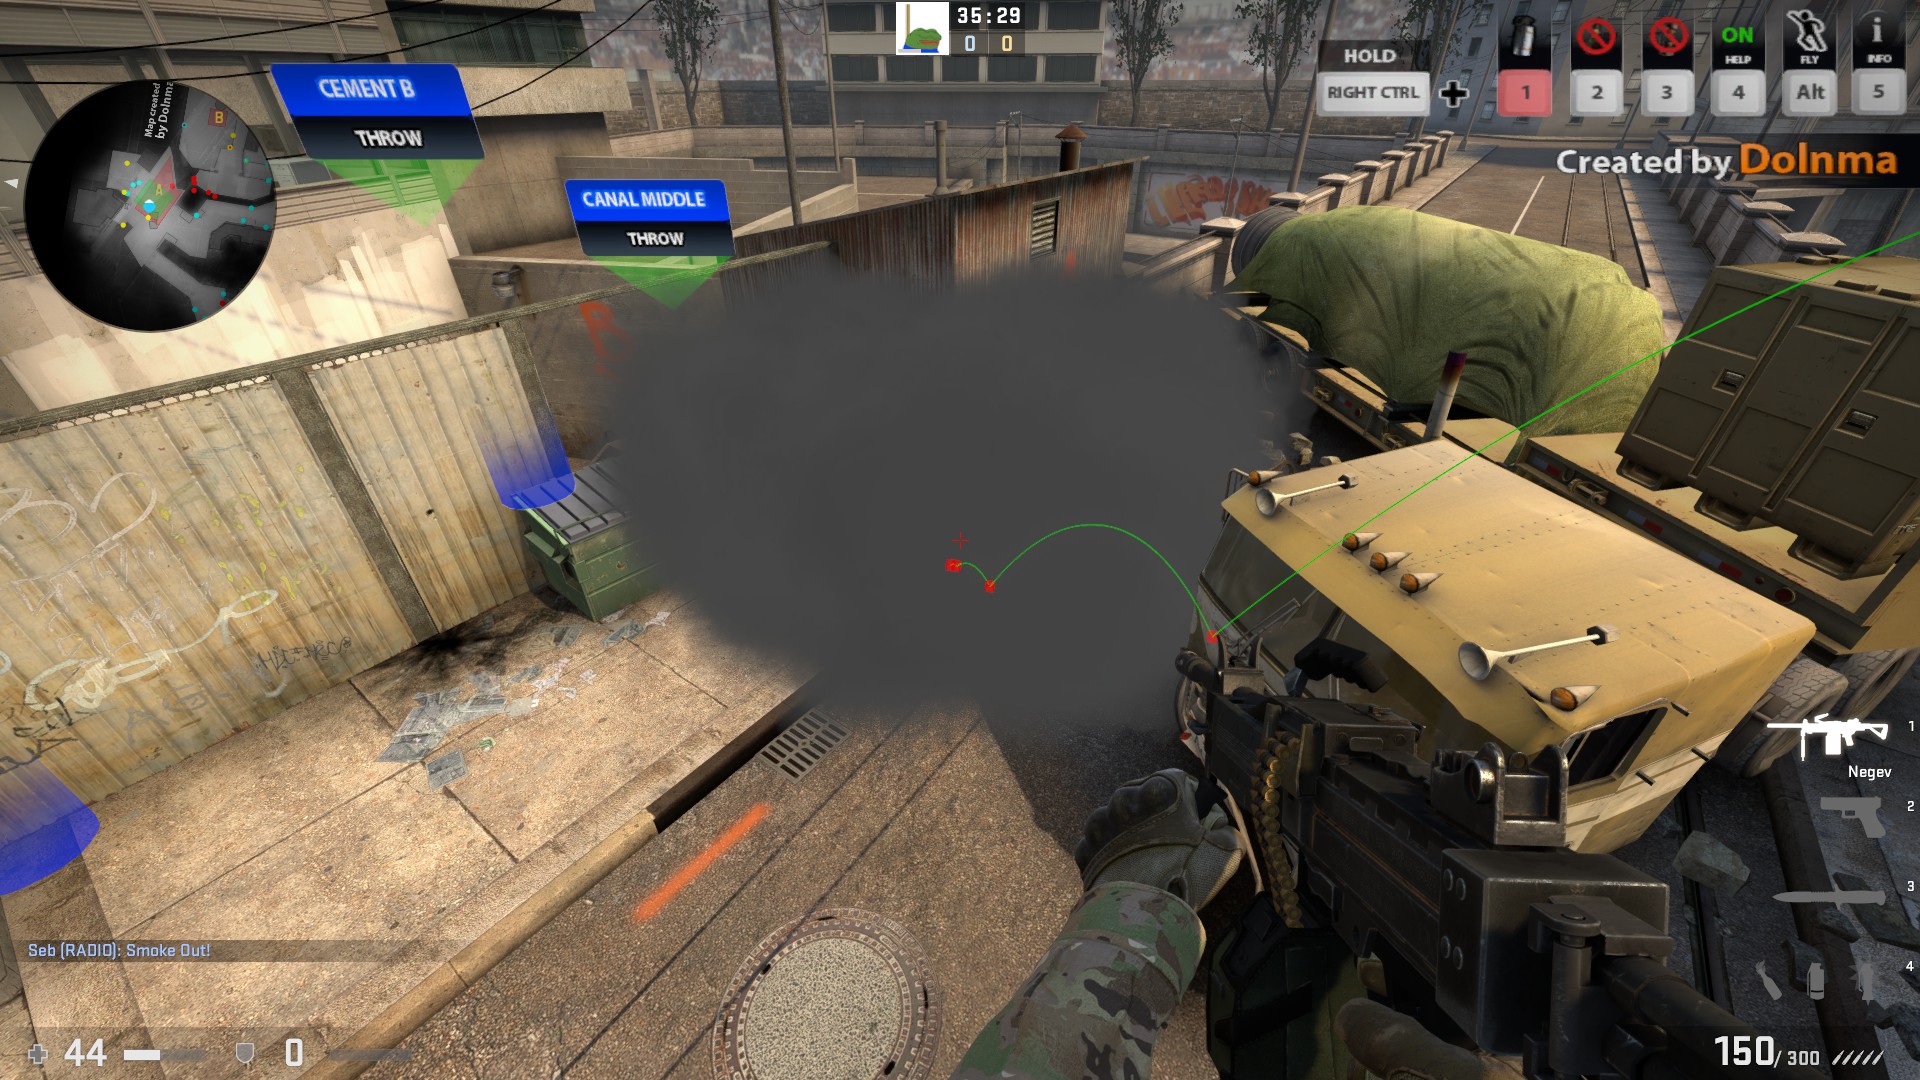 35:29
0 0
HOLD
RIGHT CTRL
1 2 3 4 Alt 5
ON
HELP
FLY
INFO
Created by Dolnma
Map created
by Dolnma
B
A
CEMENT B
THROW
CANAL MIDDLE
THROW
B
1
Negev
2
3
4
Seb (RADIO): Smoke Out!
44
0
150/ 300